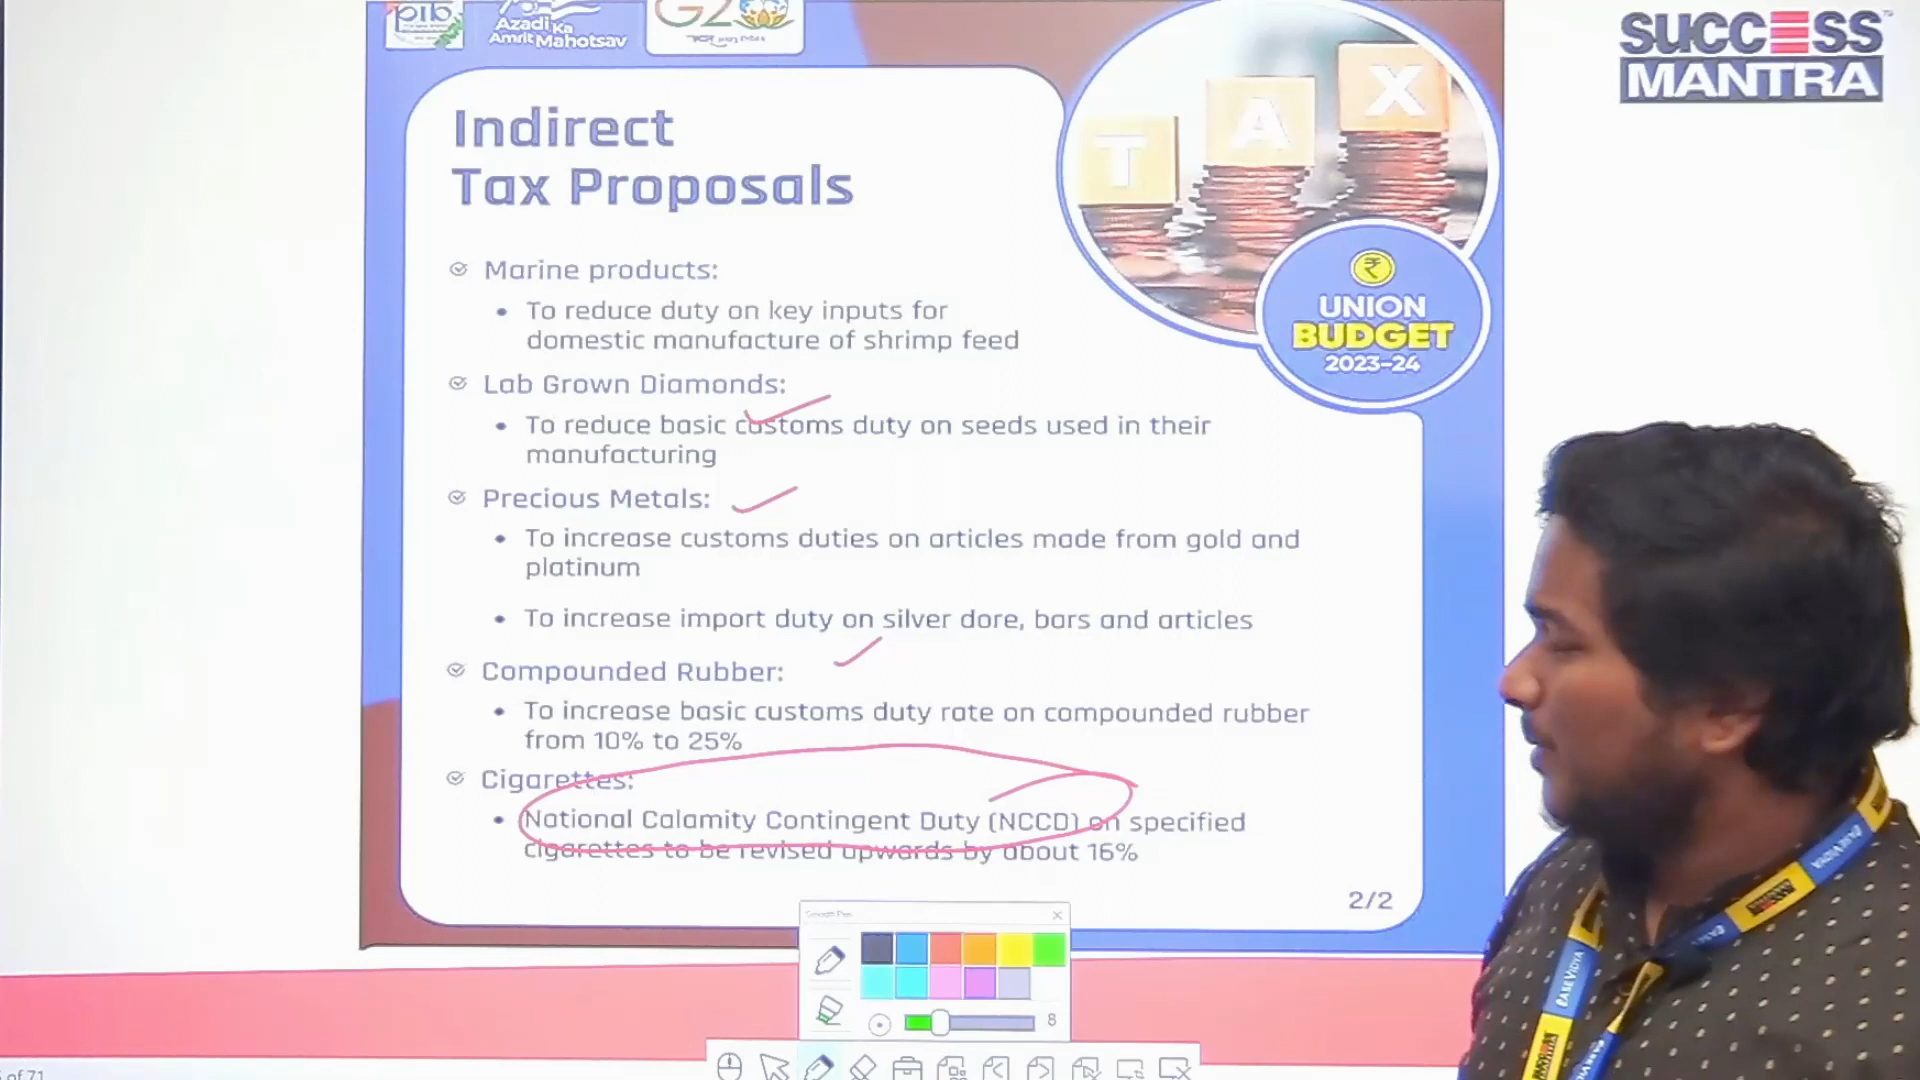 pib
Azadi Ka
Amrit Mahotsav
G20
SUCCESS
MANTRA
T A X
Indirect
Tax Proposals
UNION
BUDGET
2023-24
Marine products:
• To reduce duty on key inputs for
domestic manufacture of shrimp feed
Lab Grown Diamonds:
• To reduce basic customs duty on seeds used in their
manufacturing
Precious Metals:
• To increase customs duties on articles made from gold and
platinum
• To increase import duty on silver dore, bars and articles
Compounded Rubber:
• To increase basic customs duty rate on compounded rubber
from 10% to 25%
Cigarettes:
• National Calamity Contingent Duty (NCCD) on specified
cigarettes to be revised upwards by about 16%
2/2
8
of 71
EASEVIDYA
EASEVIDYA
EASEVIDYA